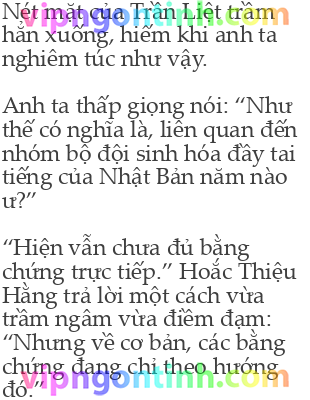 Nét mặt của Trần Liệt trầm
hẳn xuống, hiếm khi anh ta
nghiêm túc như vậy.
Anh ta thấp giọng nói: “Như
thế có nghĩa là, liên quan đến
nhóm bộ đội sinh hóa đầy tai
tiếng của Nhật Bản năm nào
ư?”
“Hiện vẫn chưa đủ bằng
chứng trực tiếp.” Hoắc Thiệu
Hằng trả lời một cách vừa
trầm ngâm vừa điềm đạm:
“Nhưng về cơ bản, các bằng
chứng đang chỉ theo hướng
đó.”
vipngontinh.com
vipngontinh.com